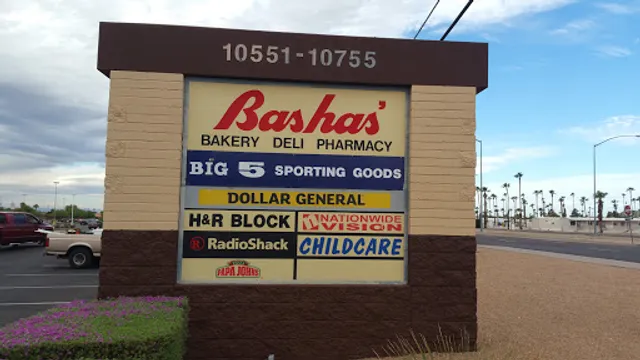 10551-10755
Bashas'
BAKERY DELI PHARMACY
BIG 5 SPORTING GOODS
DOLLAR GENERAL
H&R BLOCK
NATIONWIDE VISION
RadioShack
CHILDCARE
PAPA JOHNS